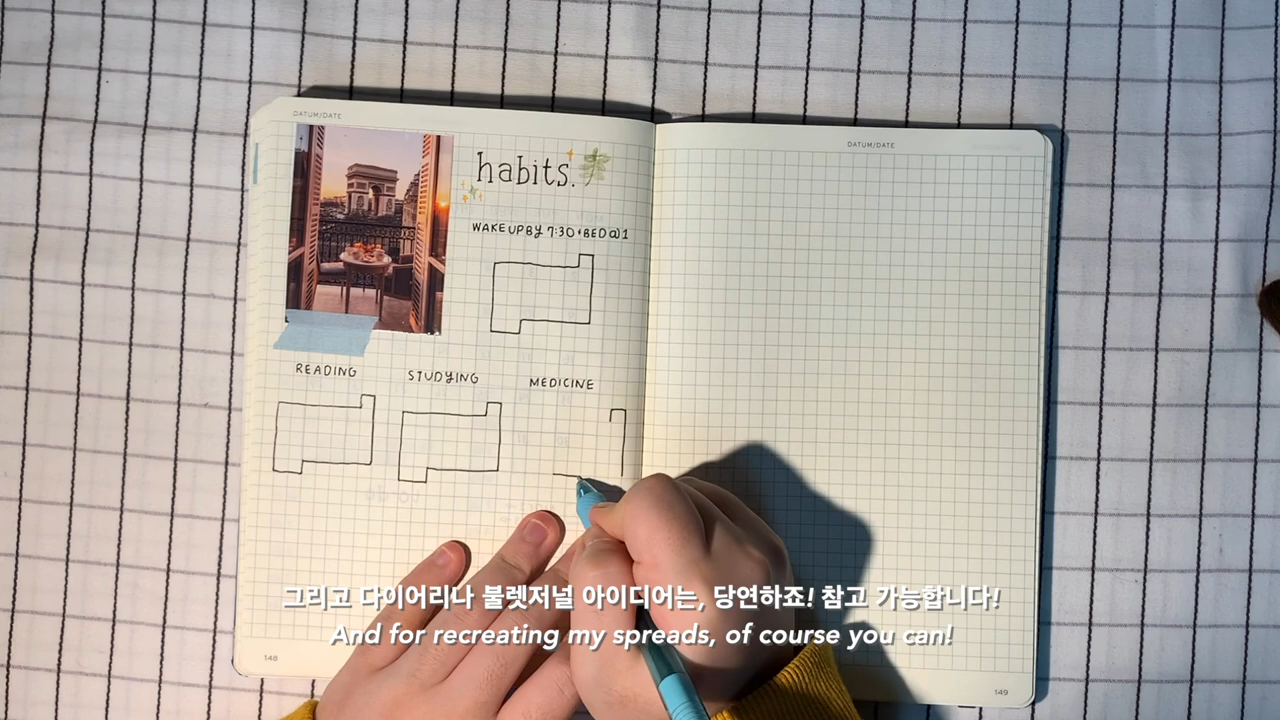 DATUM/DATE
DATUM/DATE
habits.
WAKE UP BY 7:30 + BED @ 1
READING
STUDYING
MEDICINE
그리고 다이어리나 불렛저널 아이디어는, 당연하죠! 참고 가능합니다!
And for recreating my spreads, of course you can!
148
149